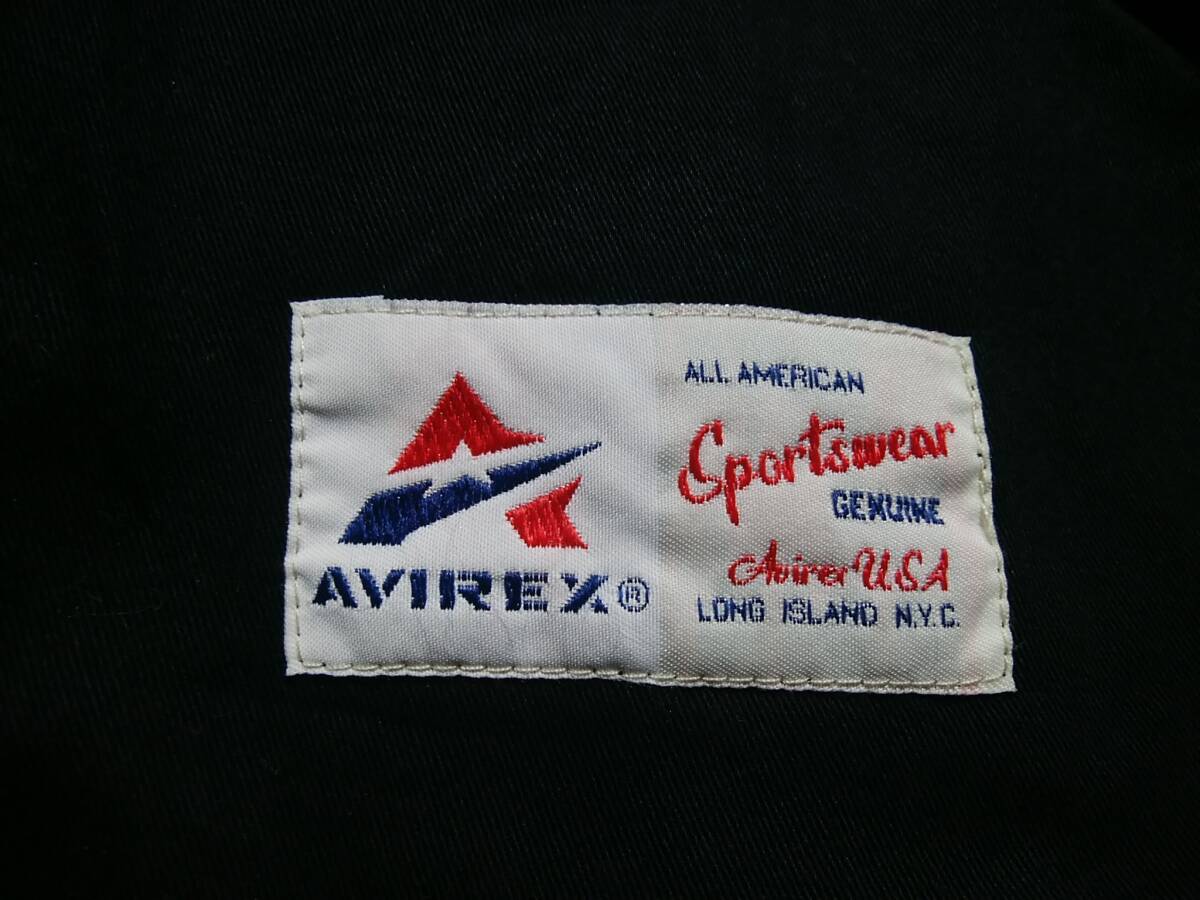 AVIREX®
ALL AMERICAN
Sportswear
GENUINE
Avirex U.S.A
LONG ISLAND N.Y.C.